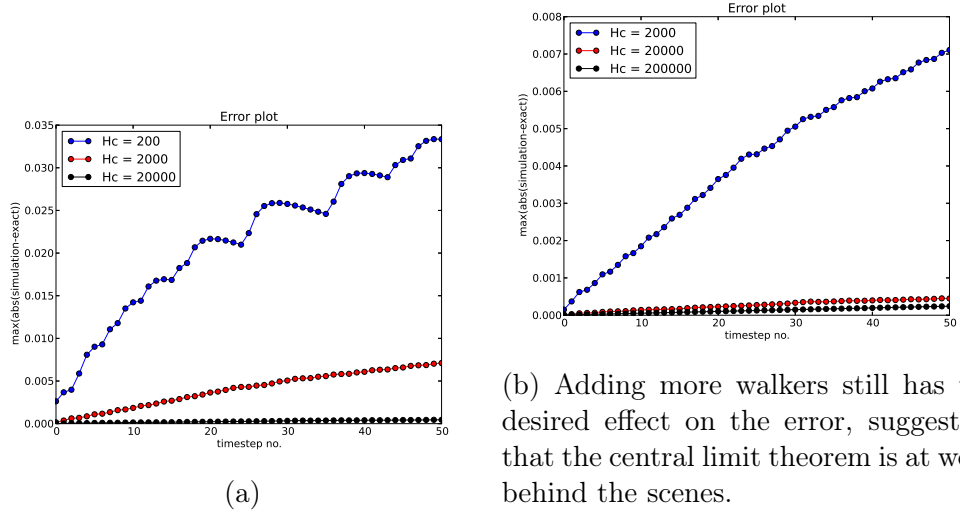 Error plot
0.035
0.030
0.025
0.020
0.015
0.010
0.005
0.000
max(abs(simulation-exact))
Hc = 200
Hc = 2000
Hc = 20000
0
10
20
30
40
50
timestep no.
(a)
Error plot
0.008
0.007
0.006
0.005
0.004
0.003
0.002
0.001
0.000
max(abs(simulation-exact))
Hc = 2000
Hc = 20000
Hc = 200000
0
10
20
30
40
50
timestep no.
(b) Adding more walkers still has
desired effect on the error, suggest
that the central limit theorem is at
behind the scenes.